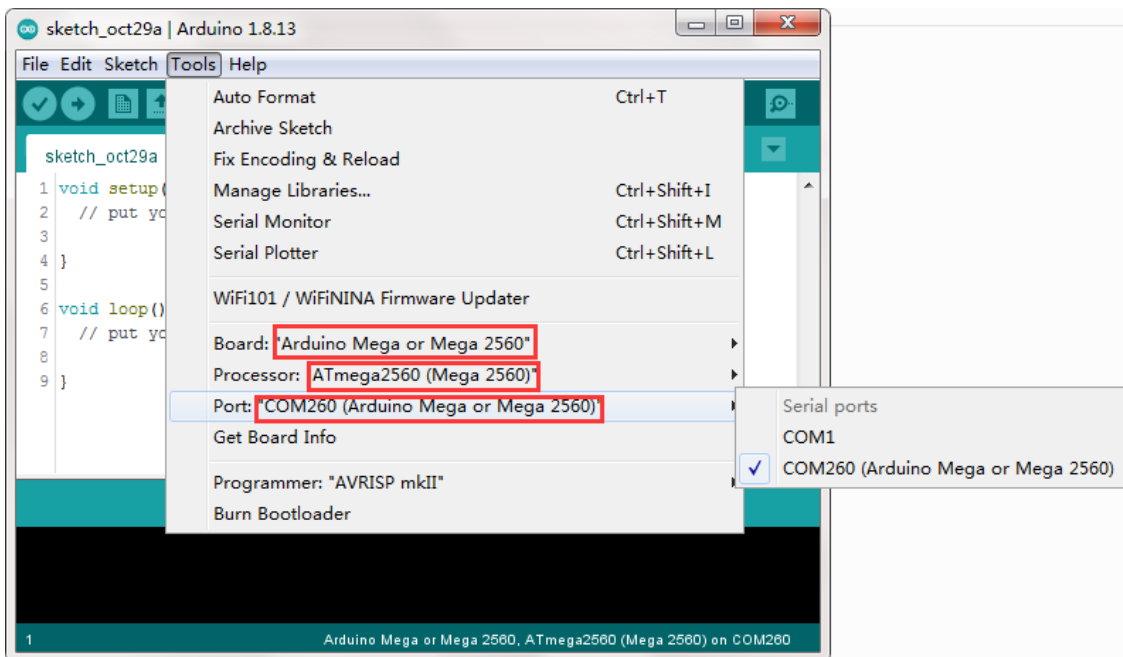 sketch_oct29a | Arduino 1.8.13
File Edit Sketch Tools Help
Auto Format Ctrl+T
Archive Sketch
Fix Encoding & Reload
Manage Libraries... Ctrl+Shift+I
Serial Monitor Ctrl+Shift+M
Serial Plotter Ctrl+Shift+L
WiFi101 / WiFiNINA Firmware Updater
Board: "Arduino Mega or Mega 2560"
Processor: "ATmega2560 (Mega 2560)"
Port: "COM260 (Arduino Mega or Mega 2560)"
Get Board Info
Programmer: "AVRISP mkII"
Burn Bootloader
Serial ports
COM1
COM260 (Arduino Mega or Mega 2560)
sketch_oct29a
1 void setup(
2 // put yo
3
4 }
5
6 void loop()
7 // put yo
8
9 }
1 Arduino Mega or Mega 2560, ATmega2560 (Mega 2560) on COM260